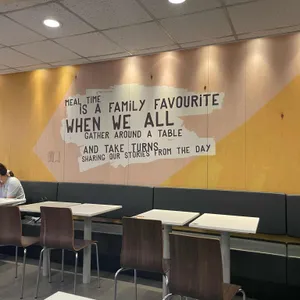 MEAL TIME
IS A FAMILY FAVOURITE
WHEN WE ALL
GATHER AROUND A TABLE
AND TAKE TURNS
SHARING OUR STORIES FROM THE DAY